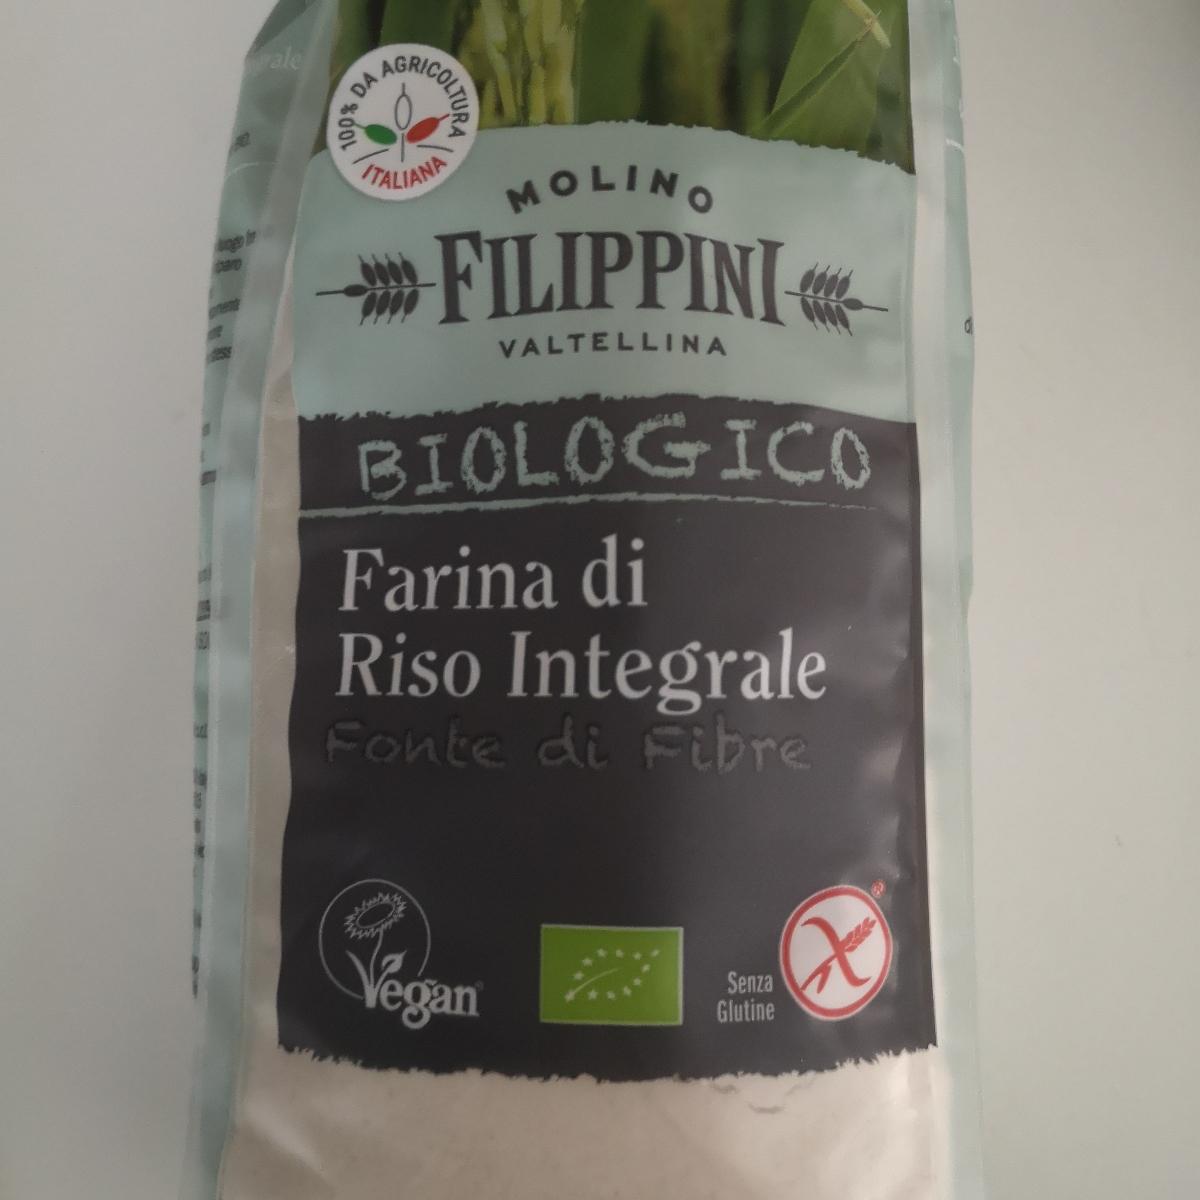 100% DA AGRICOLTURA
ITALIANA
MOLINO
FILIPPINI
VALTELLINA
BIOLOGICO
Farina di
Riso Integrale
Fonte di Fibre
Vegan
Senza
Glutine